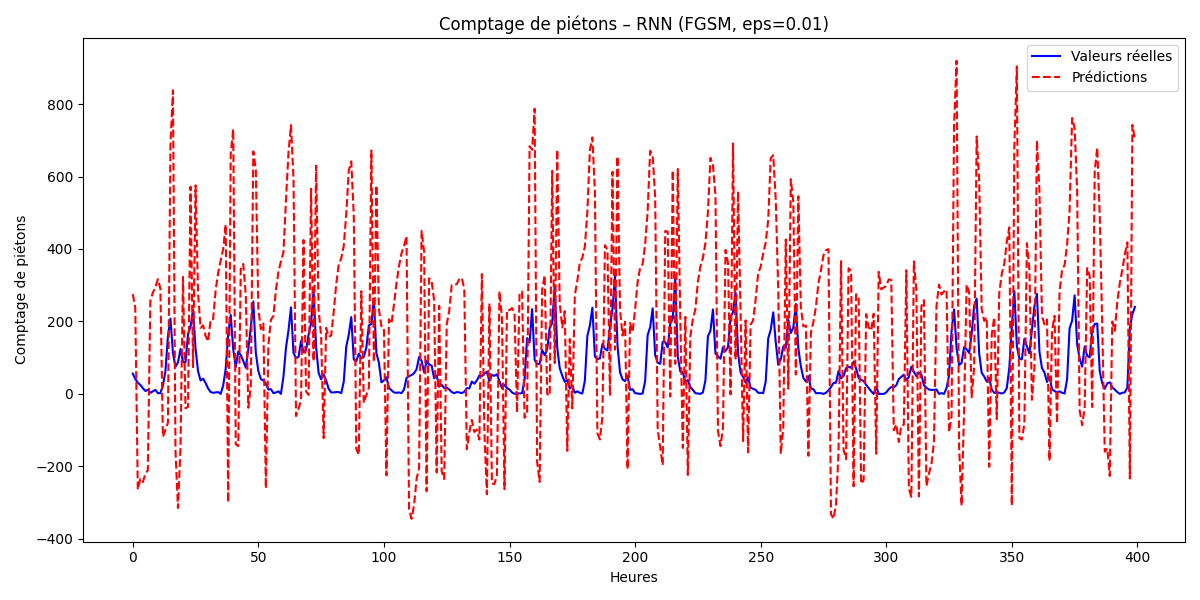 Comptage de piétons – RNN (FGSM, eps=0.01)
Valeurs réelles
Prédictions
Comptage de piétons
800
600
400
200
0
−200
−400
0 50 100 150 200 250 300 350 400
Heures